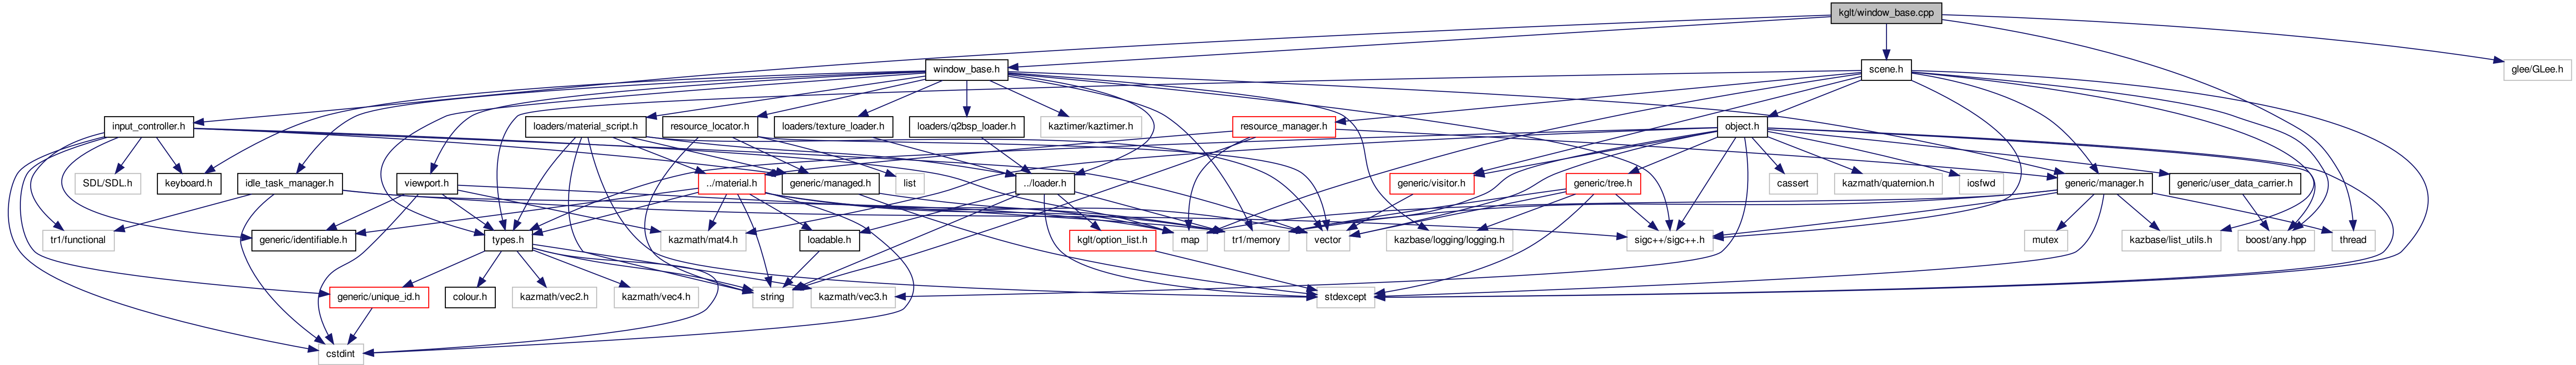 kglt/window_base.cpp
window_base.h
scene.h
glee/GLee.h
input_controller.h
loaders/material_script.h
resource_locator.h
loaders/texture_loader.h
loaders/q2bsp_loader.h
kaztimer/kaztimer.h
resource_manager.h
object.h
SDL/SDL.h
keyboard.h
idle_task_manager.h
viewport.h
../material.h
generic/managed.h
list
../loader.h
generic/visitor.h
generic/tree.h
cassert
kazmath/quaternion.h
iosfwd
generic/manager.h
generic/user_data_carrier.h
tr1/functional
generic/identifiable.h
types.h
kazmath/mat4.h
loadable.h
kglt/option_list.h
map
tr1/memory
vector
kazbase/logging/logging.h
sigc++/sigc++.h
mutex
kazbase/list_utils.h
boost/any.hpp
thread
generic/unique_id.h
colour.h
kazmath/vec2.h
kazmath/vec4.h
string
kazmath/vec3.h
stdexcept
cstdint